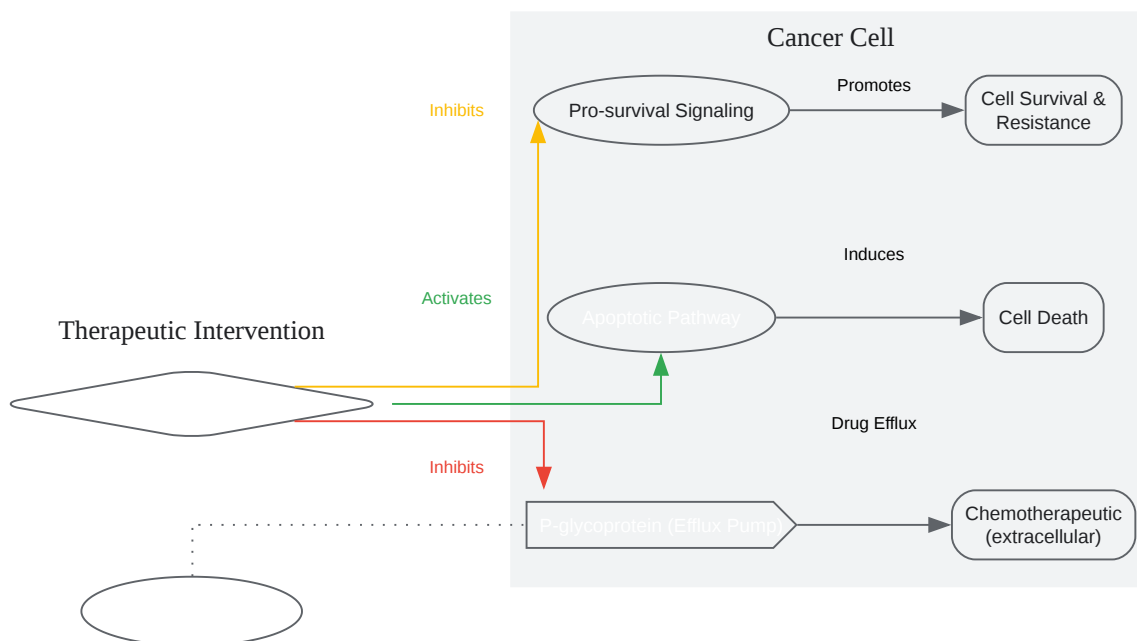 Cancer Cell
Inhibits
Pro-survival Signaling
Promotes
Cell Survival &
Resistance
Activates
Apoptotic Pathway
Induces
Cell Death
Therapeutic Intervention
Drug Efflux
Inhibits
P-glycoprotein (Efflux Pump)
Chemotherapeutic
(extracellular)